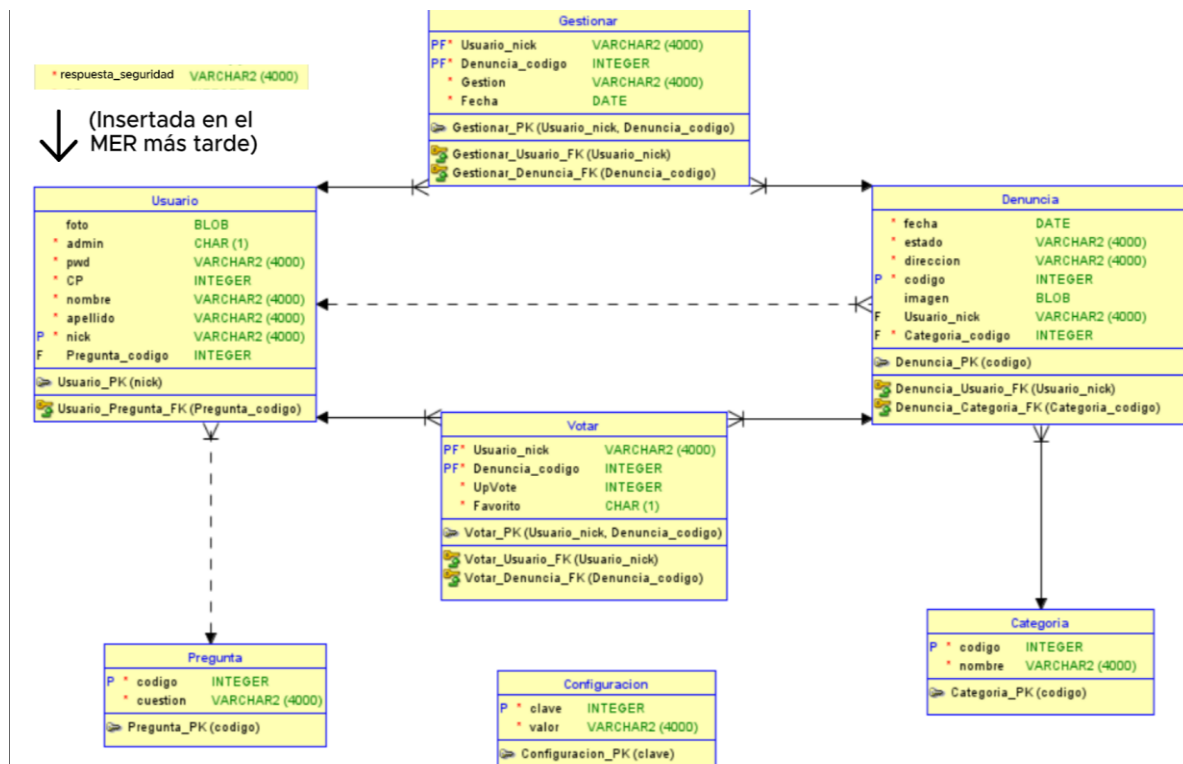 Gestionar
PF* Usuario_nick VARCHAR2 (4000)
PF* Denuncia_codigo INTEGER
* Gestion VARCHAR2 (4000)
* Fecha DATE
Gestionar_PK (Usuario_nick, Denuncia_codigo)
Gestionar_Usuario_FK (Usuario_nick)
Gestionar_Denuncia_FK (Denuncia_codigo)
* respuesta_seguridad VARCHAR2 (4000)
(Insertada en el
MER más tarde)
Usuario
foto BLOB
* admin CHAR (1)
* pwd VARCHAR2 (4000)
* CP INTEGER
* nombre VARCHAR2 (4000)
* apellido VARCHAR2 (4000)
P * nick VARCHAR2 (4000)
F Pregunta_codigo INTEGER
Usuario_PK (nick)
Usuario_Pregunta_FK (Pregunta_codigo)
Denuncia
* fecha DATE
* estado VARCHAR2 (4000)
* direccion VARCHAR2 (4000)
P * codigo INTEGER
imagen BLOB
F Usuario_nick VARCHAR2 (4000)
F * Categoria_codigo INTEGER
Denuncia_PK (codigo)
Denuncia_Usuario_FK (Usuario_nick)
Denuncia_Categoria_FK (Categoria_codigo)
Votar
PF* Usuario_nick VARCHAR2 (4000)
PF* Denuncia_codigo INTEGER
* UpVote INTEGER
* Favorito CHAR (1)
Votar_PK (Usuario_nick, Denuncia_codigo)
Votar_Usuario_FK (Usuario_nick)
Votar_Denuncia_FK (Denuncia_codigo)
Pregunta
P * codigo INTEGER
* cuestion VARCHAR2 (4000)
Pregunta_PK (codigo)
Configuracion
P * clave INTEGER
* valor VARCHAR2 (4000)
Configuracion_PK (clave)
Categoria
P * codigo INTEGER
* nombre VARCHAR2 (4000)
Categoria_PK (codigo)